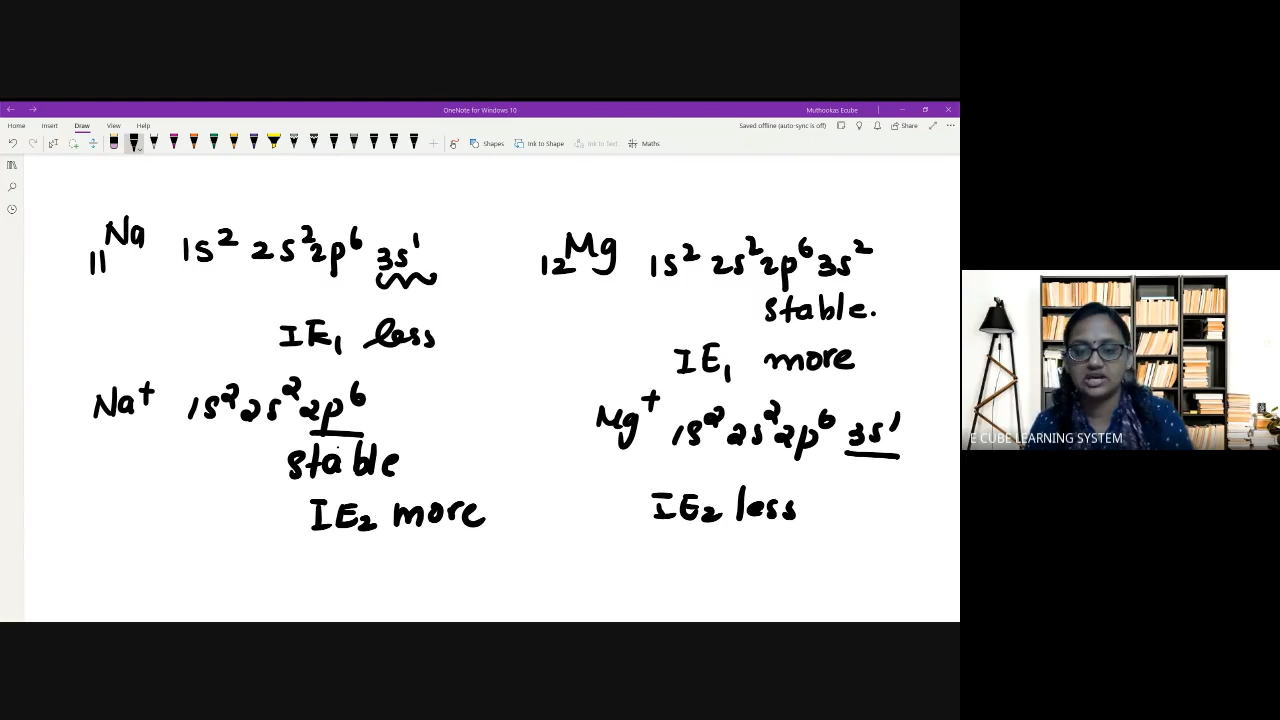 OneNote for Windows 10
Muthookas Ecube
Home Insert Draw View Help
Saved offline (auto-sync is off) Share
Shapes Ink to Shape Ink to Text Maths
₁₁Na 1s² 2s² 2p⁶ 3s¹
IE₁ less
Na⁺ 1s² 2s² 2p⁶
stable
IE₂ more
₁₂Mg 1s² 2s² 2p⁶ 3s²
stable.
IE₁ more
Mg⁺ 1s² 2s² 2p⁶ 3s¹
IE₂ less
E CUBE LEARNING SYSTEM